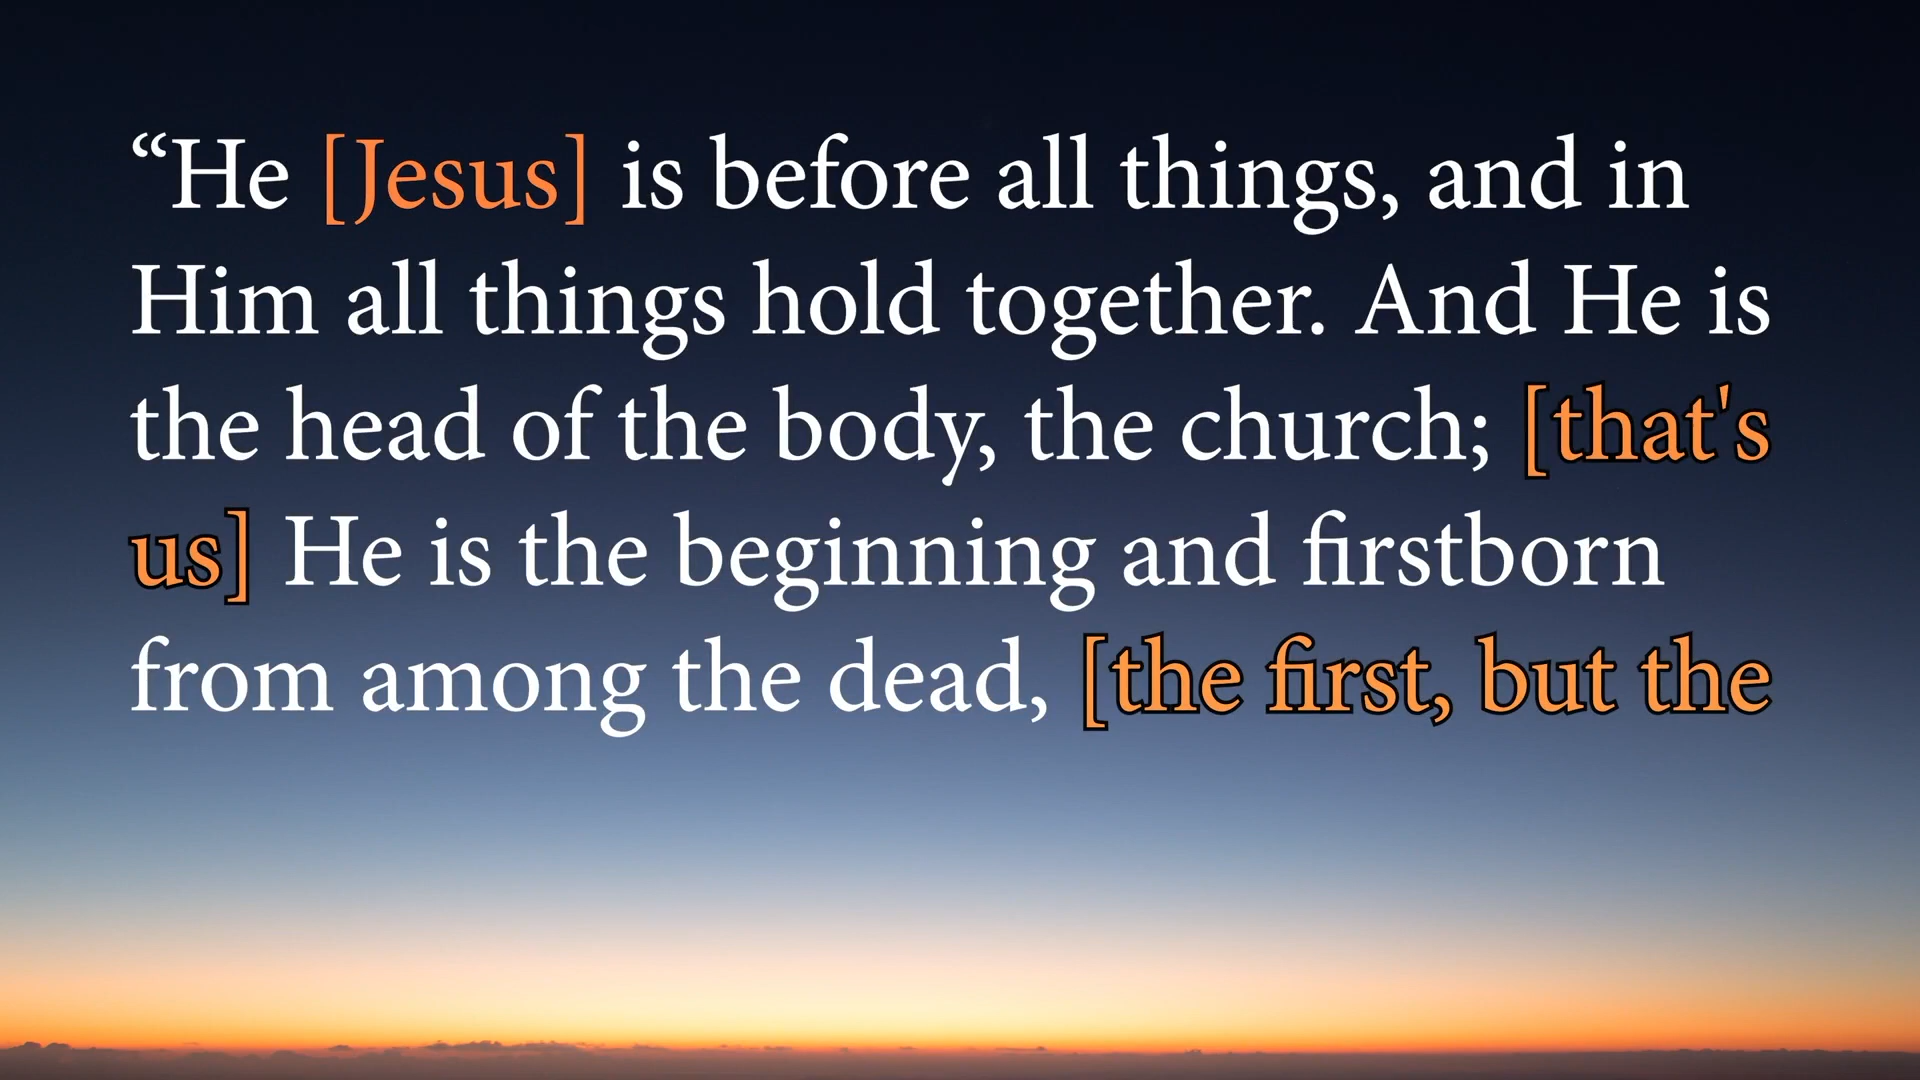 “He [Jesus] is before all things, and in
Him all things hold together. And He is
the head of the body, the church; [that's
us] He is the beginning and firstborn
from among the dead, [the first, but the